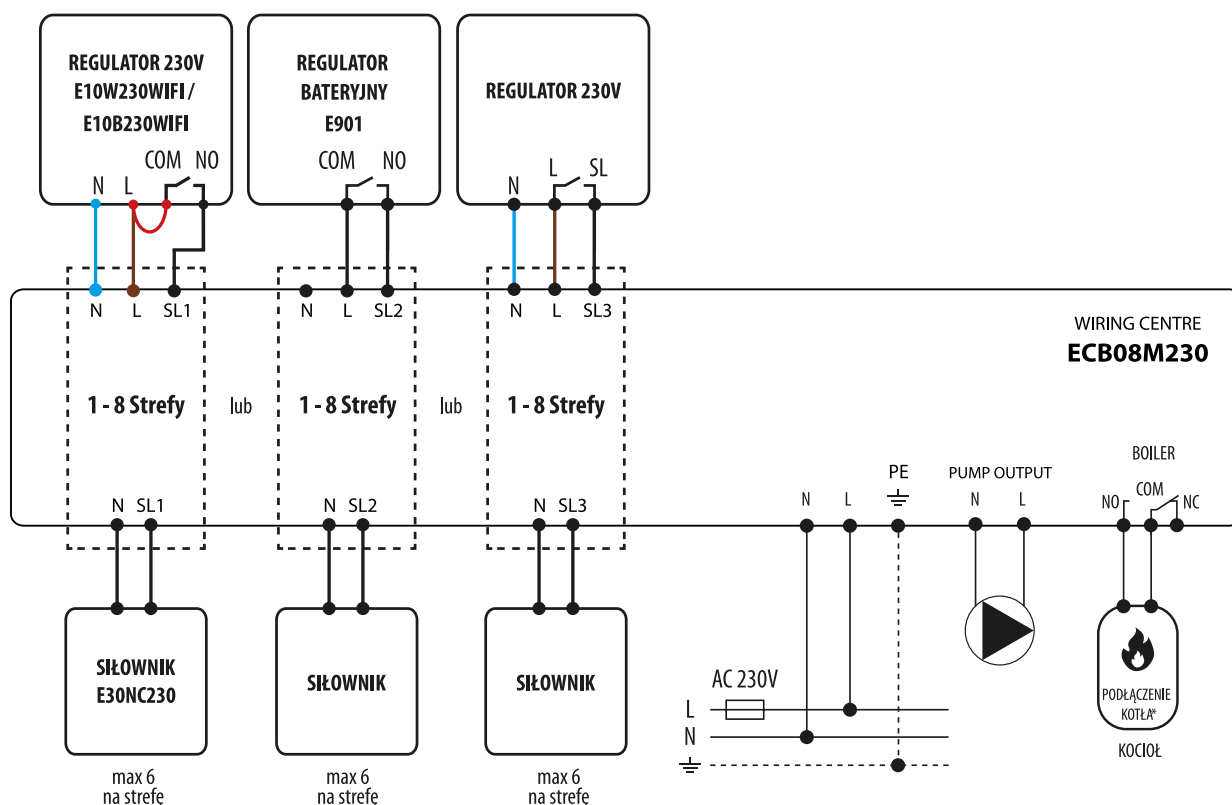 REGULATOR 230V
E10W230WIFI /
E10B230WIFI
COM NO
N L
REGULATOR
BATERYJNY
E901
COM NO
REGULATOR 230V
L SL
N
N L SL1
N L SL2
N L SL3
WIRING CENTRE
ECB08M230
1 - 8 Strefy
lub
1 - 8 Strefy
lub
1 - 8 Strefy
N SL1
N SL2
N SL3
N L
PE
PUMP OUTPUT
N L
BOILER
COM
NO NC
SIŁOWNIK
E30NC230
SIŁOWNIK
SIŁOWNIK
max 6
na strefę
max 6
na strefę
max 6
na strefę
AC 230V
L
N
PODŁĄCZENIE
KOTŁA*
KOCIOŁ